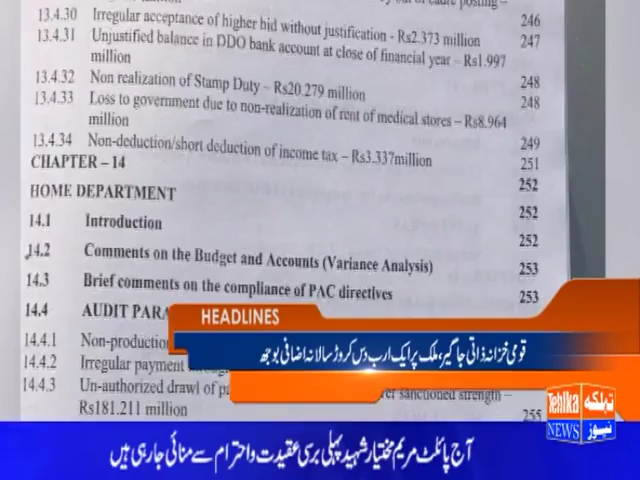 13.4.30 Irregular acceptance of higher bid without justification - Rs2.373 million 246
13.4.31 Unjustified balance in DDO bank account at close of financial year – Rs1.997 million 247
13.4.32 Non realization of Stamp Duty – Rs20.279 million 248
13.4.33 Loss to government due to non-realization of rent of medical stores – Rs8.964 million 248
13.4.34 Non-deduction/short deduction of income tax – Rs3.337million 249
CHAPTER – 14 251
HOME DEPARTMENT 252
14.1 Introduction 252
14.2 Comments on the Budget and Accounts (Variance Analysis) 252
14.3 Brief comments on the compliance of PAC directives 253
14.4 AUDIT PARA 253
HEADLINES
14.4.1 Non-production
قومی خزانہ ذاتی جاگیر، ملک پر ایک ارب دس کروڑ سالانہ اضافی بوجھ
14.4.2 Irregular payment
14.4.3 Un-authorized drawl of sanctioned strength –
Rs181.211 million 255
Tehlka تہلکہ
NEWS نیوز
آج پائلٹ مریم مختیار شہید پہلی برسی عقیدت و احترام سے منائی جا رہی ہیں